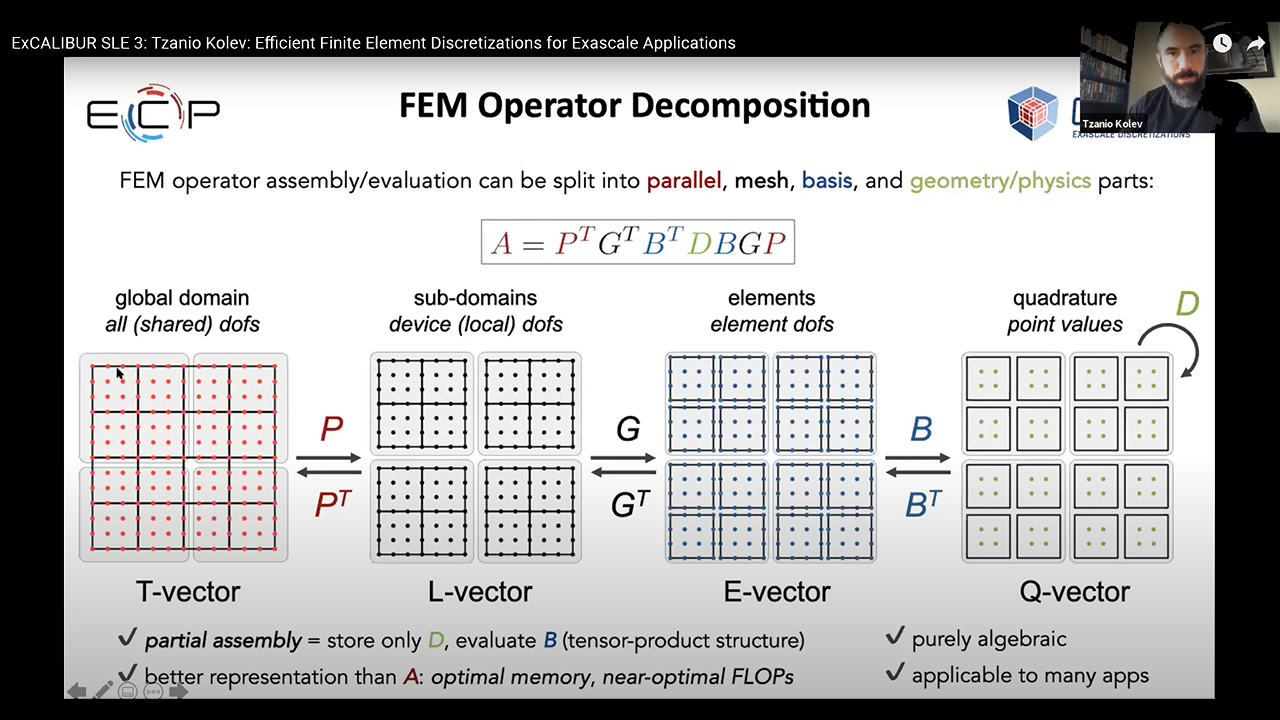 ExCALIBUR SLE 3: Tzanio Kolev: Efficient Finite Element Discretizations for Exascale Applications
Tzanio Kolev
ECP
FEM Operator Decomposition
EXASCALE DISCRETIZATIONS
FEM operator assembly/evaluation can be split into parallel, mesh, basis, and geometry/physics parts:
A = P^T G^T B^T D B G P
global domain
all (shared) dofs
sub-domains
device (local) dofs
elements
element dofs
quadrature
point values
D
P
P^T
G
G^T
B
B^T
T-vector
L-vector
E-vector
Q-vector
✓ partial assembly = store only D, evaluate B (tensor-product structure)
✓ better representation than A: optimal memory, near-optimal FLOPs
✓ purely algebraic
✓ applicable to many apps